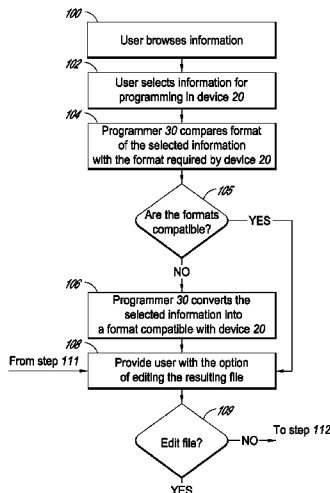 100
User browses information
102
User selects information for
programming in device 20
104
Programmer 30 compares format
of the selected information
with the format required by device 20
105
Are the formats
compatible?
YES
NO
106
Programmer 30 converts the
selected information into
a format compatible with device 20
108
From step 111
Provide user with the option
of editing the resulting file
109
Edit file?
NO
To step 112
YES